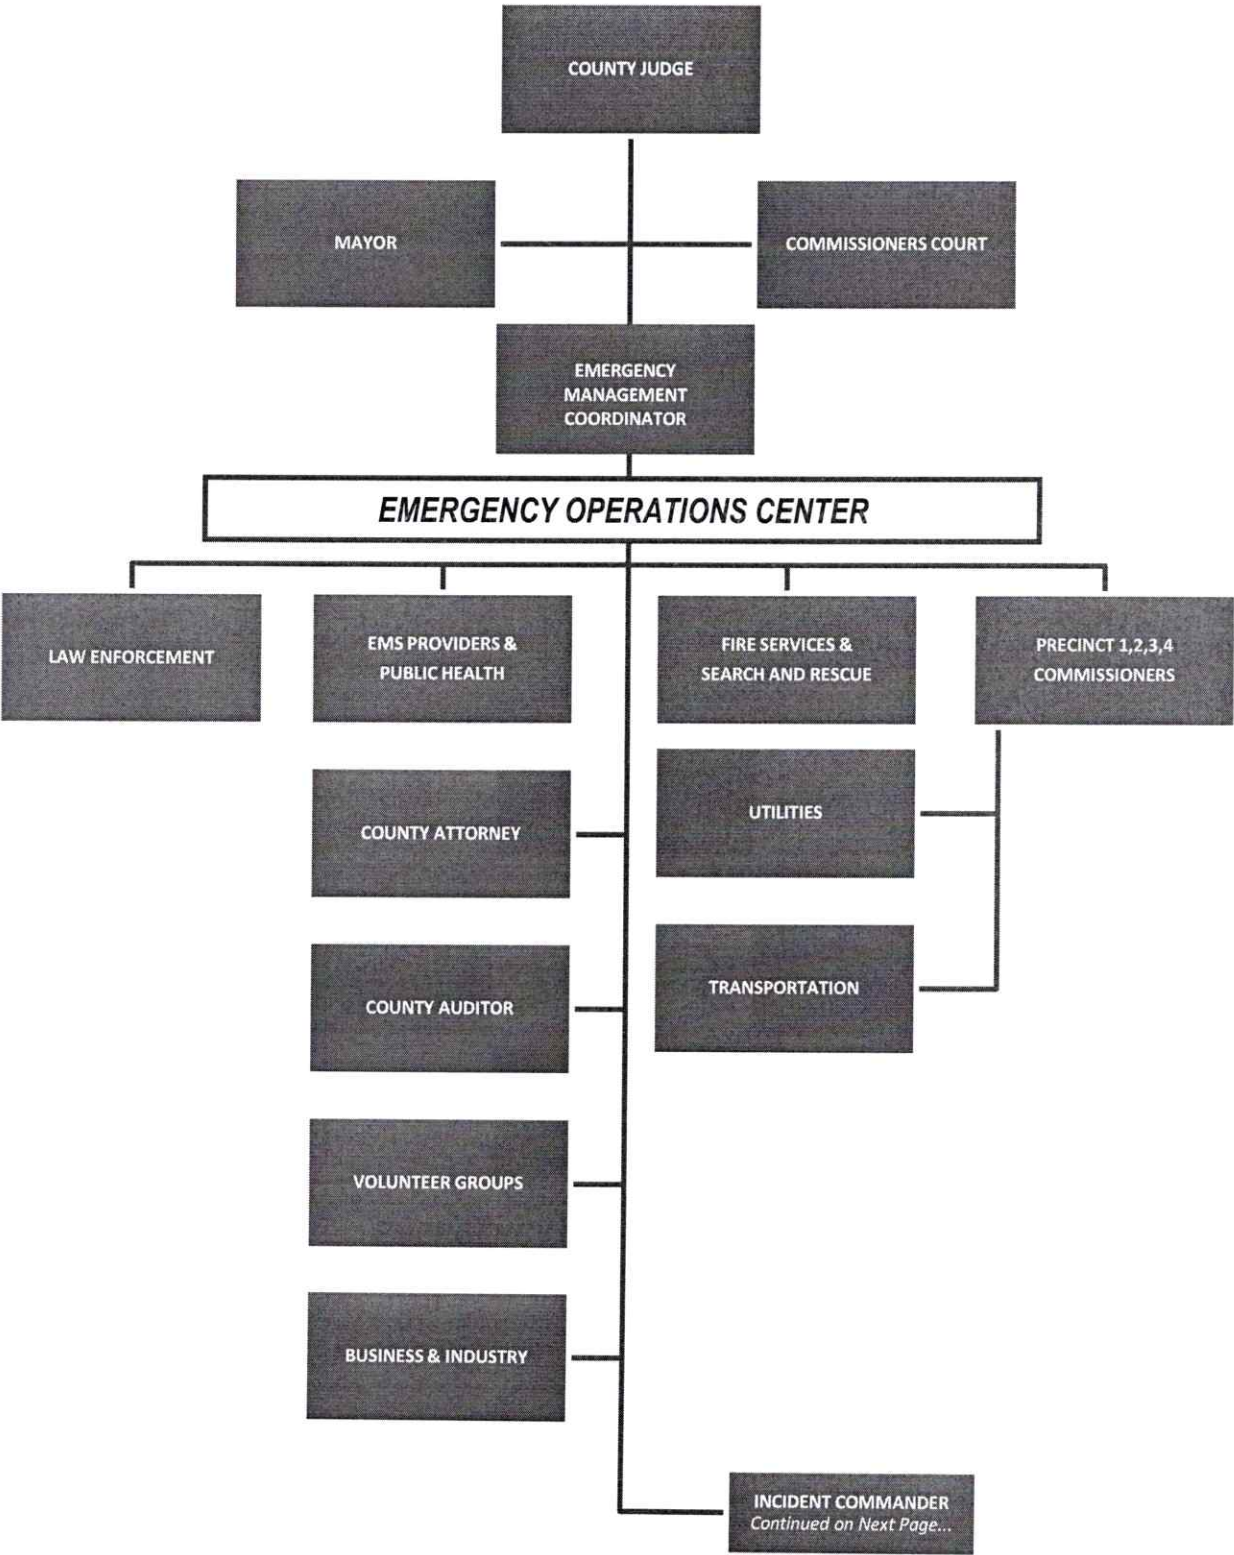 COUNTY JUDGE
MAYOR
COMMISSIONERS COURT
EMERGENCY
MANAGEMENT
COORDINATOR
EMERGENCY OPERATIONS CENTER
LAW ENFORCEMENT
EMS PROVIDERS &
PUBLIC HEALTH
FIRE SERVICES &
SEARCH AND RESCUE
PRECINCT 1,2,3,4
COMMISSIONERS
COUNTY ATTORNEY
UTILITIES
COUNTY AUDITOR
TRANSPORTATION
VOLUNTEER GROUPS
BUSINESS & INDUSTRY
INCIDENT COMMANDER
Continued on Next Page...